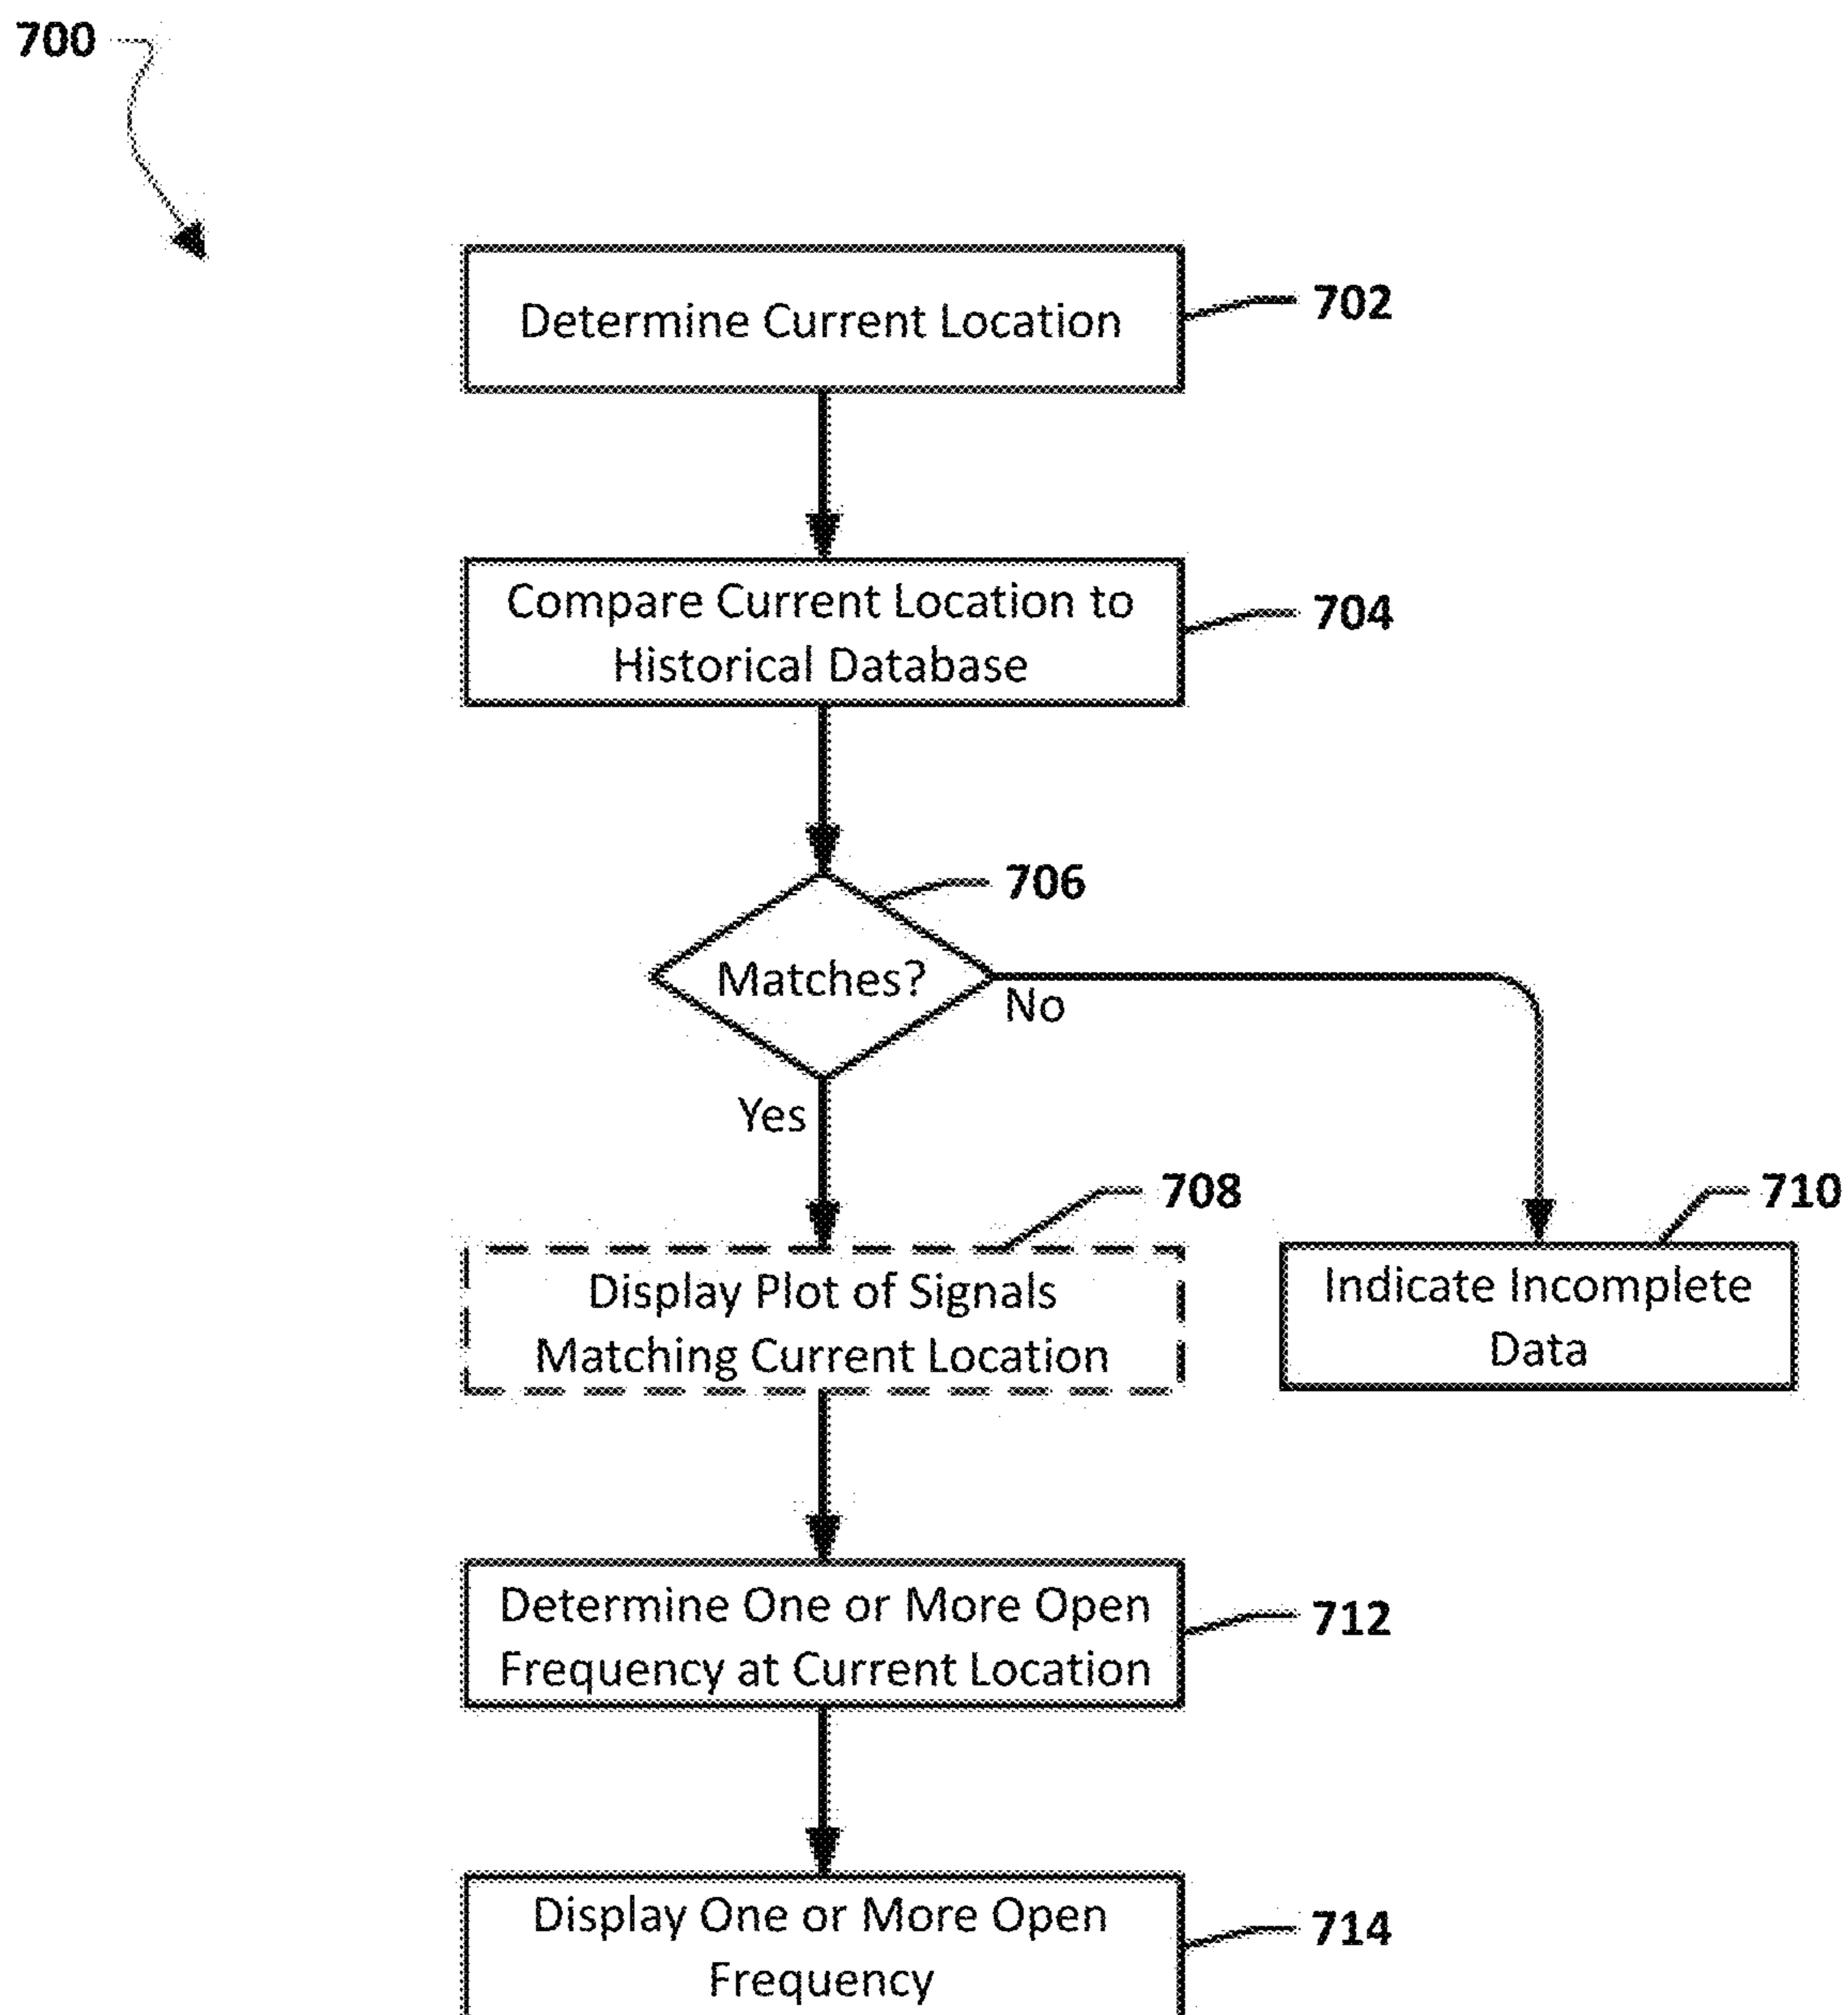 700
Determine Current Location
702
Compare Current Location to
Historical Database
704
706
Matches?
No
Yes
708
Display Plot of Signals
Matching Current Location
710
Indicate Incomplete
Data
Determine One or More Open
Frequency at Current Location
712
Display One or More Open
Frequency
714